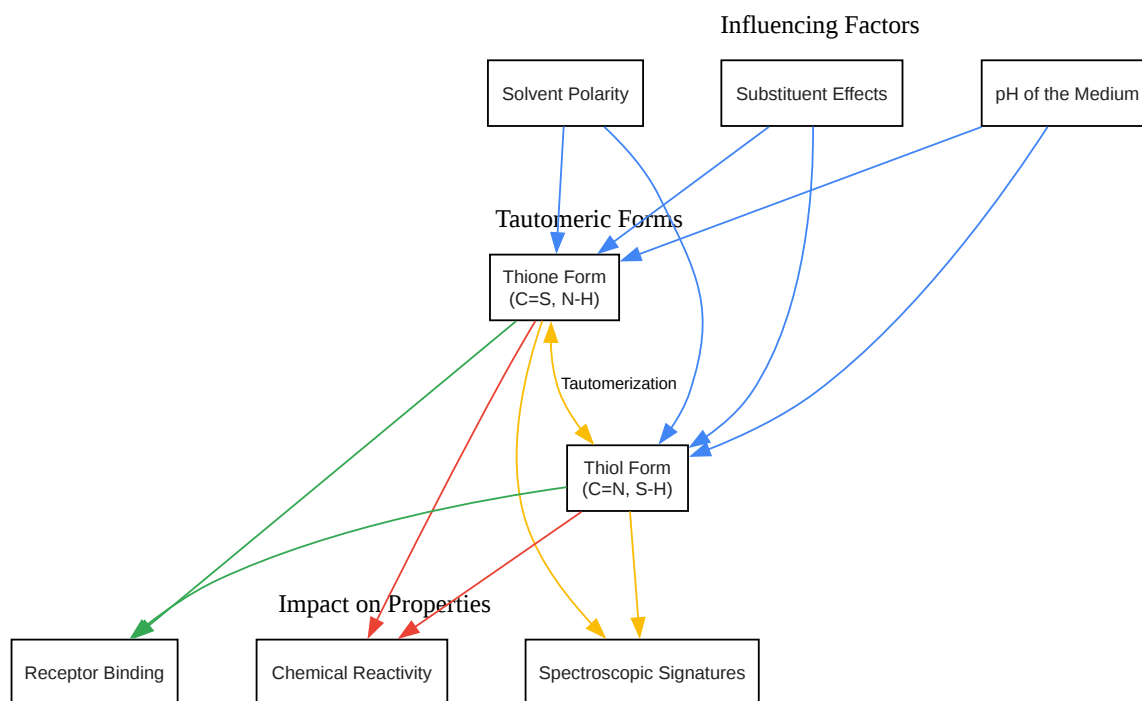 Influencing Factors
Solvent Polarity
Substituent Effects
pH of the Medium
Tautomeric Forms
Thione Form
(C=S, N-H)
Tautomerization
Thiol Form
(C=N, S-H)
Impact on Properties
Receptor Binding
Chemical Reactivity
Spectroscopic Signatures